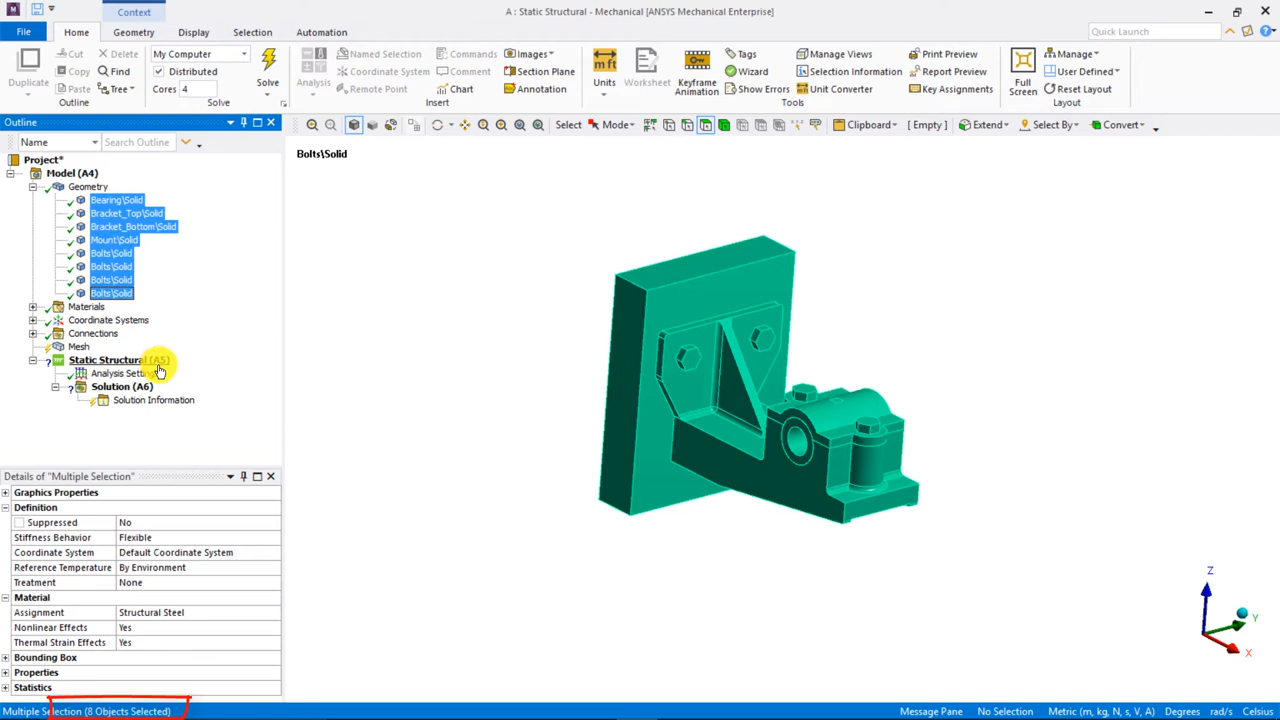 Context
A : Static Structural - Mechanical [ANSYS Mechanical Enterprise]
File
Home
Geometry
Display
Selection
Automation
Quick Launch
Duplicate
Cut
Copy
Paste
Delete
Find
Tree
Outline
My Computer
Distributed
Cores 4
Solve
Solve
Analysis
Named Selection
Coordinate System
Remote Point
Commands
Comment
Chart
Images
Section Plane
Annotation
Insert
Units
Worksheet
Keyframe
Animation
Tags
Wizard
Show Errors
Manage Views
Selection Information
Unit Converter
Print Preview
Report Preview
Key Assignments
Tools
Full
Screen
Manage
User Defined
Reset Layout
Layout
Outline
Select
Mode
Clipboard
[ Empty ]
Extend
Select By
Convert
Name
Search Outline
Project*
Model (A4)
Geometry
Bearing\Solid
Bracket_Top\Solid
Bracket_Bottom\Solid
Mount\Solid
Bolts\Solid
Bolts\Solid
Bolts\Solid
Bolts\Solid
Materials
Coordinate Systems
Connections
Mesh
Static Structural (A5)
Analysis Settings
Solution (A6)
Solution Information
Bolts\Solid
Details of "Multiple Selection"
Graphics Properties
Definition
Suppressed No
Stiffness Behavior Flexible
Coordinate System Default Coordinate System
Reference Temperature By Environment
Treatment None
Material
Assignment Structural Steel
Nonlinear Effects Yes
Thermal Strain Effects Yes
Bounding Box
Properties
Statistics
Z
Y
X
Multiple Selection (8 Objects Selected)
Message Pane
No Selection
Metric (m, kg, N, s, V, A)
Degrees
rad/s
Celsius